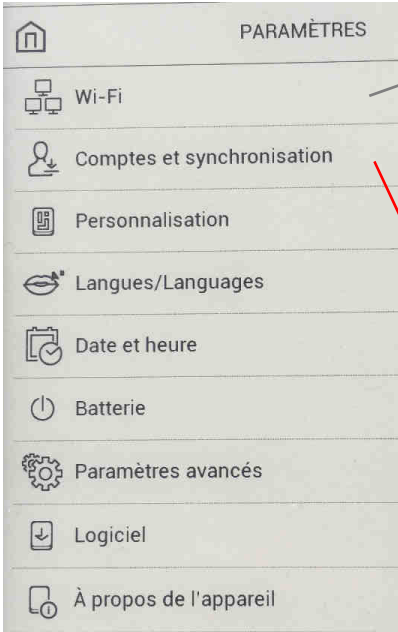 PARAMÈTRES
Wi-Fi
Comptes et synchronisation
Personnalisation
Langues/Languages
Date et heure
Batterie
Paramètres avancés
Logiciel
À propos de l'appareil